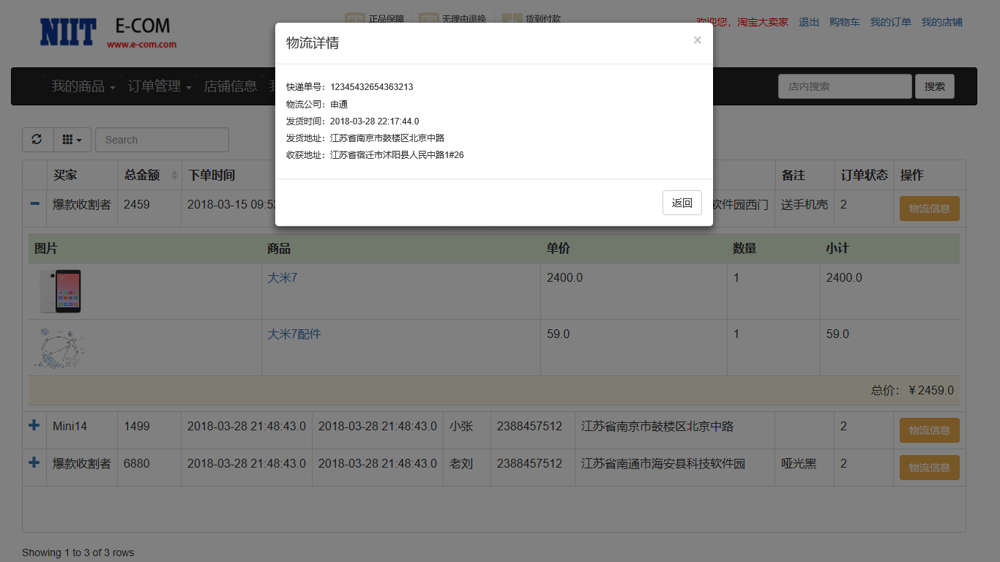 NIIT E-COM
www.e-com.com
正品保障 无理由退换 货到付款
欢迎您，淘宝大卖家 退出 购物车 我的订单 我的店铺
物流详情 ×
我的商品 订单管理 店铺信息
店内搜索 搜索
快递单号：12345432654363213
物流公司：申通
发货时间：2018-03-28 22:17:44.0
发货地址：江苏省南京市鼓楼区北京中路
收获地址：江苏省宿迁市沭阳县人民中路1#26
返回
Search
买家 总金额 下单时间 备注 订单状态 操作
爆款收割者 2459 2018-03-15 09:52 软件园西门 送手机壳 2 物流信息
图片 商品 单价 数量 小计
大米7 2400.0 1 2400.0
大米7配件 59.0 1 59.0
总价：￥2459.0
Mini14 1499 2018-03-28 21:48:43.0 2018-03-28 21:48:43.0 小张 2388457512 江苏省南京市鼓楼区北京中路 2 物流信息
爆款收割者 6880 2018-03-28 21:48:43.0 2018-03-28 21:48:43.0 老刘 2388457512 江苏省南通市海安县科技软件园 哑光黑 2 物流信息
Showing 1 to 3 of 3 rows